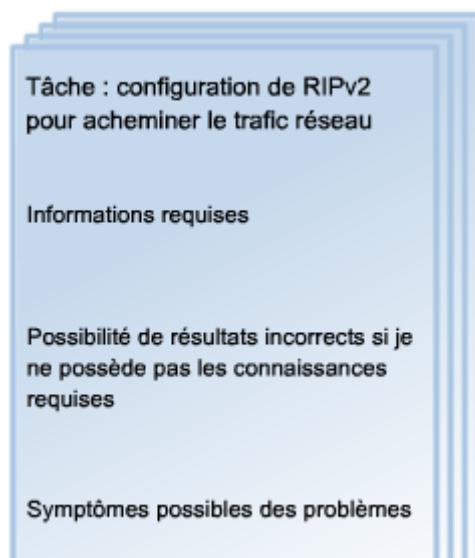 Tâche : configuration de RIPv2
pour acheminer le trafic réseau
Informations requises
Possibilité de résultats incorrects si je
ne possède pas les connaissances
requises
Symptômes possibles des problèmes